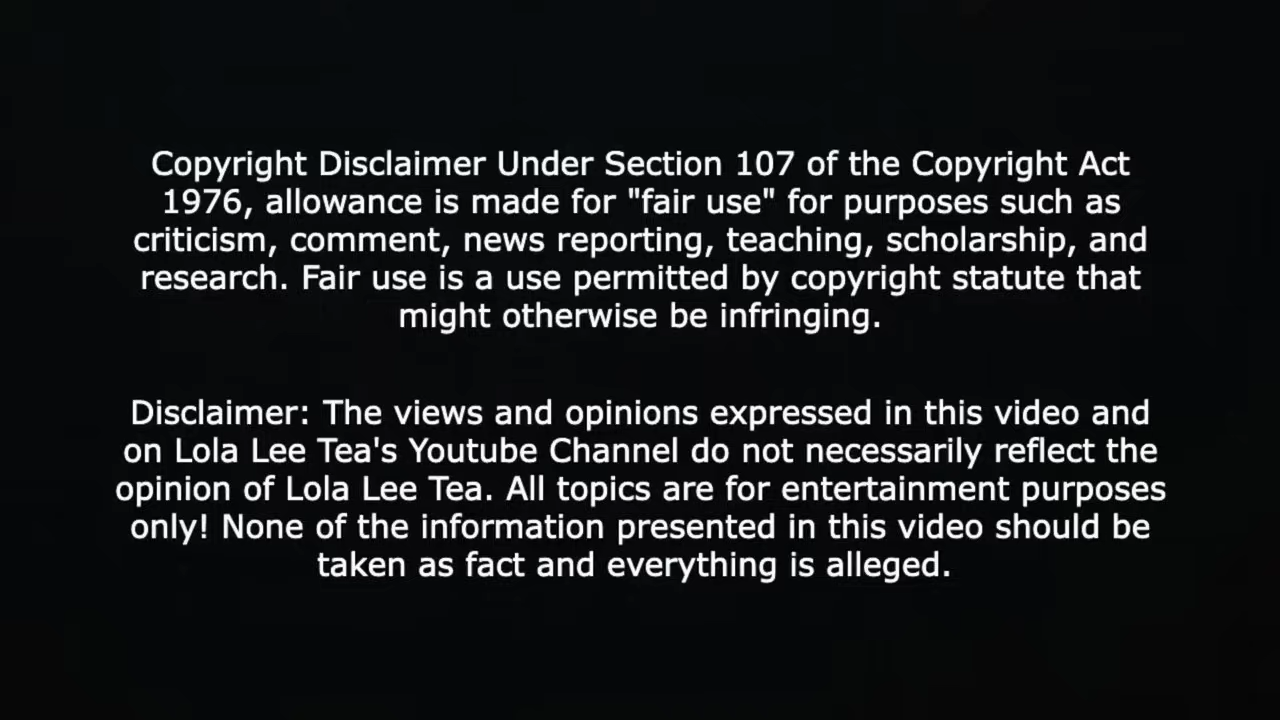 Copyright Disclaimer Under Section 107 of the Copyright Act
1976, allowance is made for "fair use" for purposes such as
criticism, comment, news reporting, teaching, scholarship, and
research. Fair use is a use permitted by copyright statute that
might otherwise be infringing.
Disclaimer: The views and opinions expressed in this video and
on Lola Lee Tea's Youtube Channel do not necessarily reflect the
opinion of Lola Lee Tea. All topics are for entertainment purposes
only! None of the information presented in this video should be
taken as fact and everything is alleged.